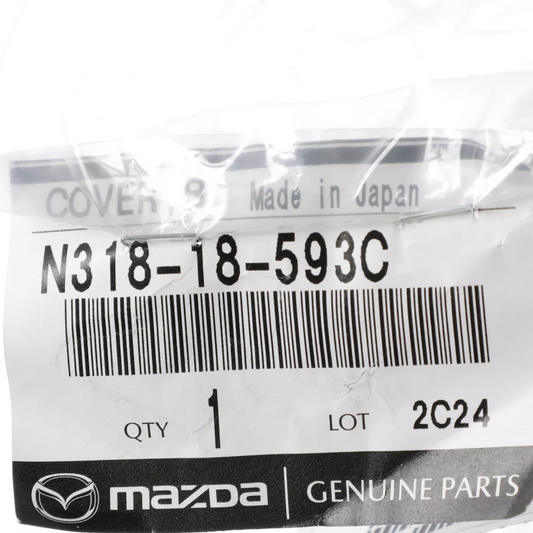 COVER,B Made in Japan
N318-18-593C
QTY 1 LOT 2C24
mazda GENUINE PARTS